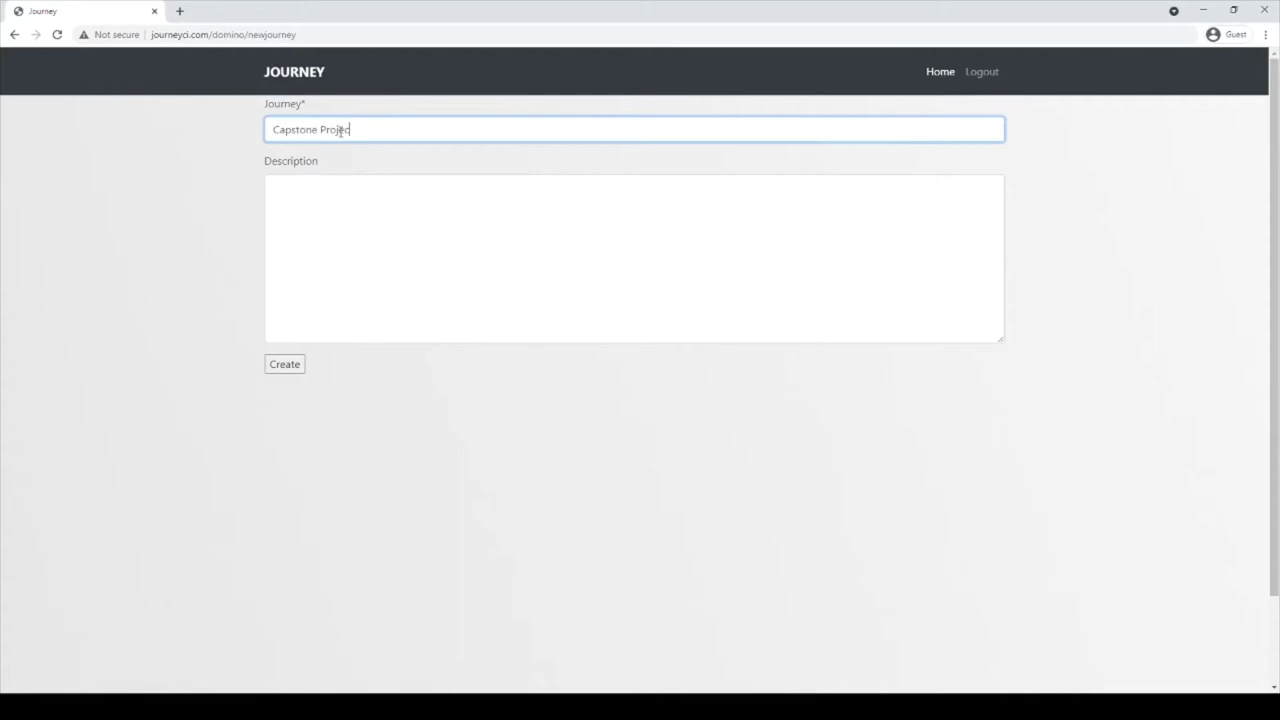 Journey
Not secure
journeyci.com/domino/newjourney
Guest
JOURNEY
Home
Logout
Journey*
Capstone Projec
Description
Create